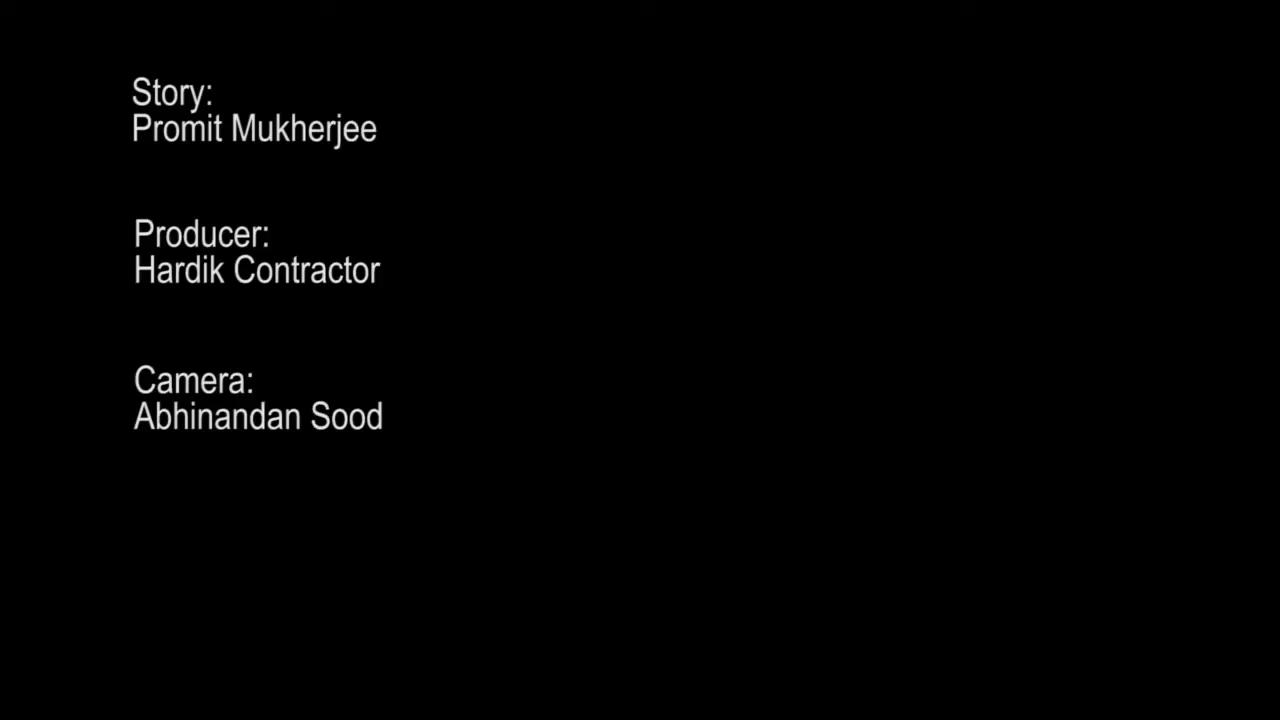 Story:
Promit Mukherjee
Producer:
Hardik Contractor
Camera:
Abhinandan Sood